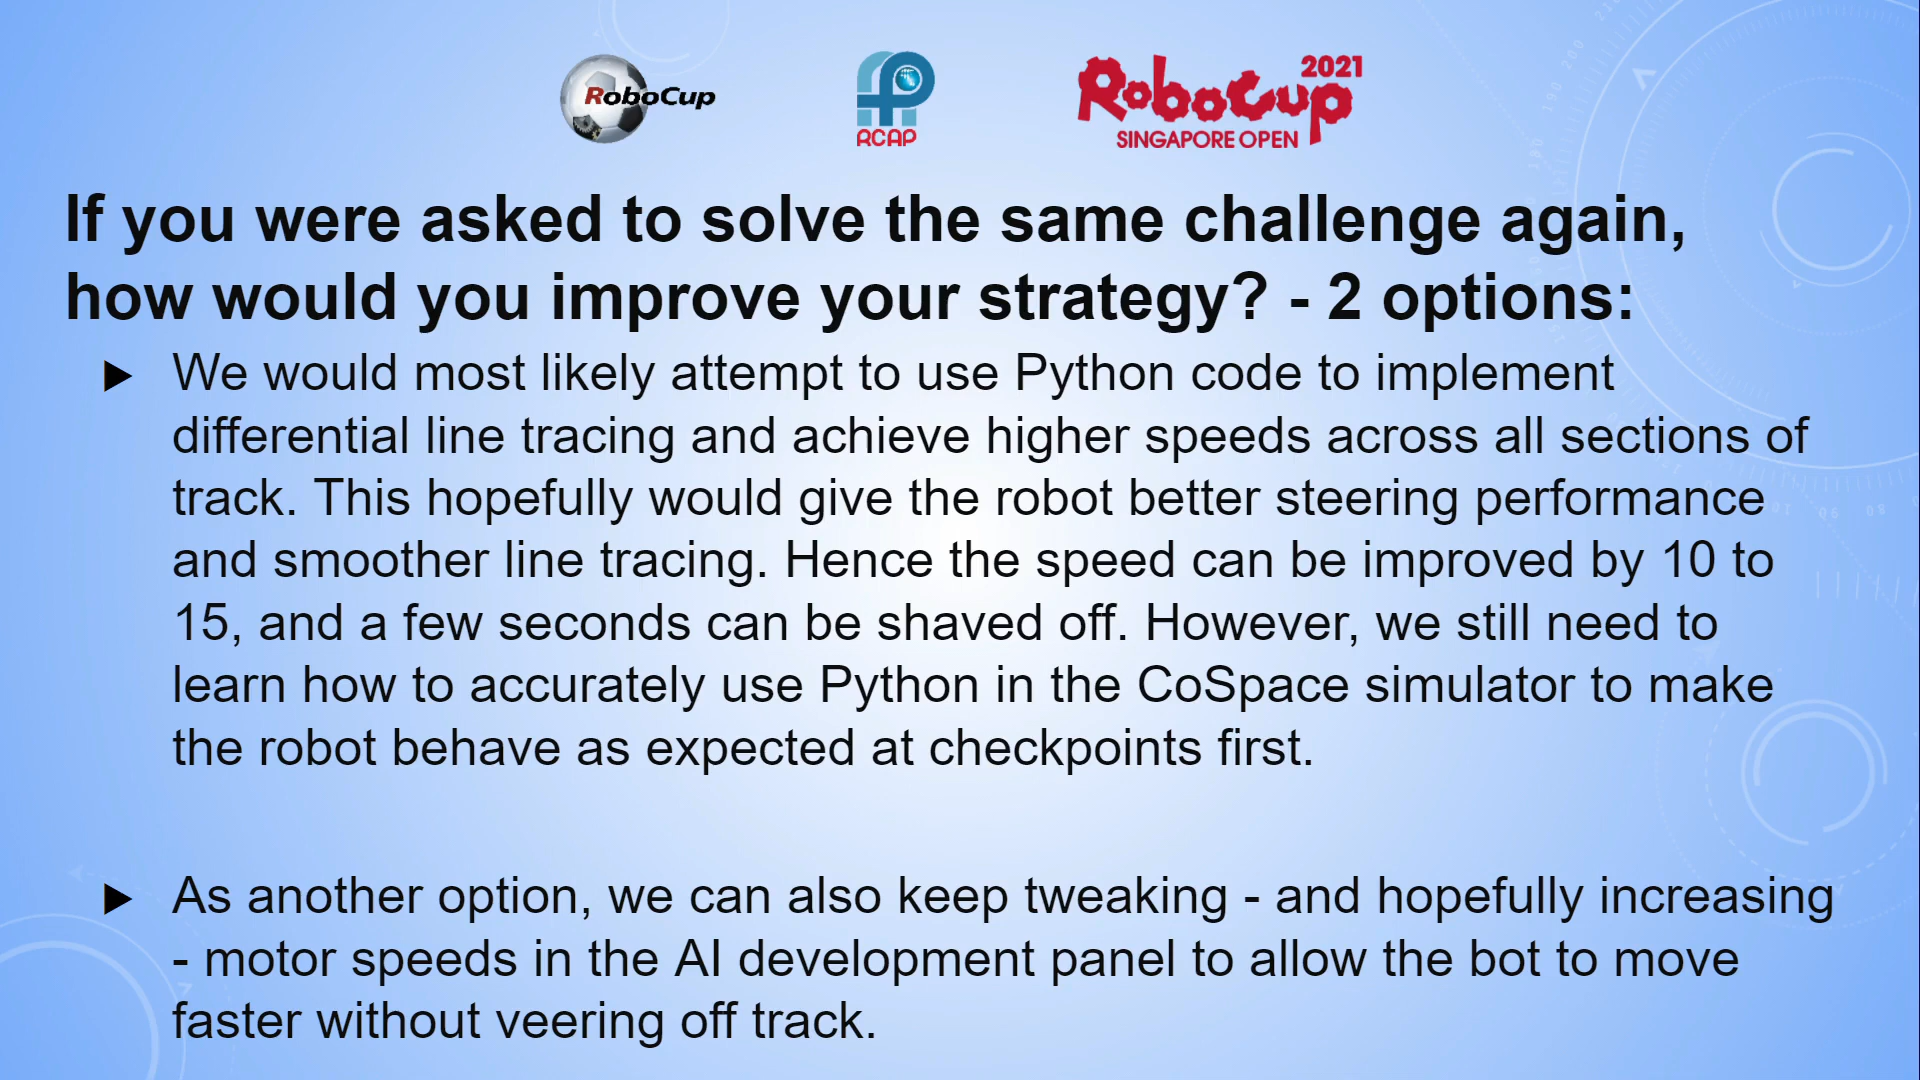 RoboCup
RCAP
2021
RoboCup
SINGAPORE OPEN
If you were asked to solve the same challenge again,
how would you improve your strategy? - 2 options:
We would most likely attempt to use Python code to implement
differential line tracing and achieve higher speeds across all sections of
track. This hopefully would give the robot better steering performance
and smoother line tracing. Hence the speed can be improved by 10 to
15, and a few seconds can be shaved off. However, we still need to
learn how to accurately use Python in the CoSpace simulator to make
the robot behave as expected at checkpoints first.
As another option, we can also keep tweaking - and hopefully increasing
- motor speeds in the AI development panel to allow the bot to move
faster without veering off track.